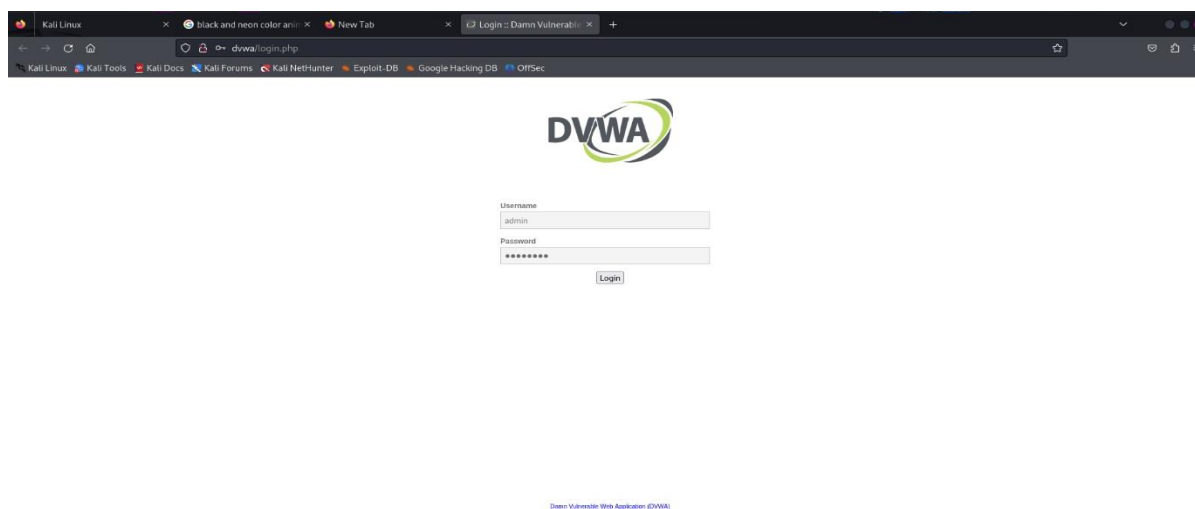 Kali Linux
black and neon color anim
New Tab
Login :: Damn Vulnerable
dvwa/login.php
Kali Linux
Kali Tools
Kali Docs
Kali Forums
Kali NetHunter
Exploit-DB
Google Hacking DB
OffSec
DVWA
Username
admin
Password
••••••••
Login
Damn Vulnerable Web Application (DVWA)